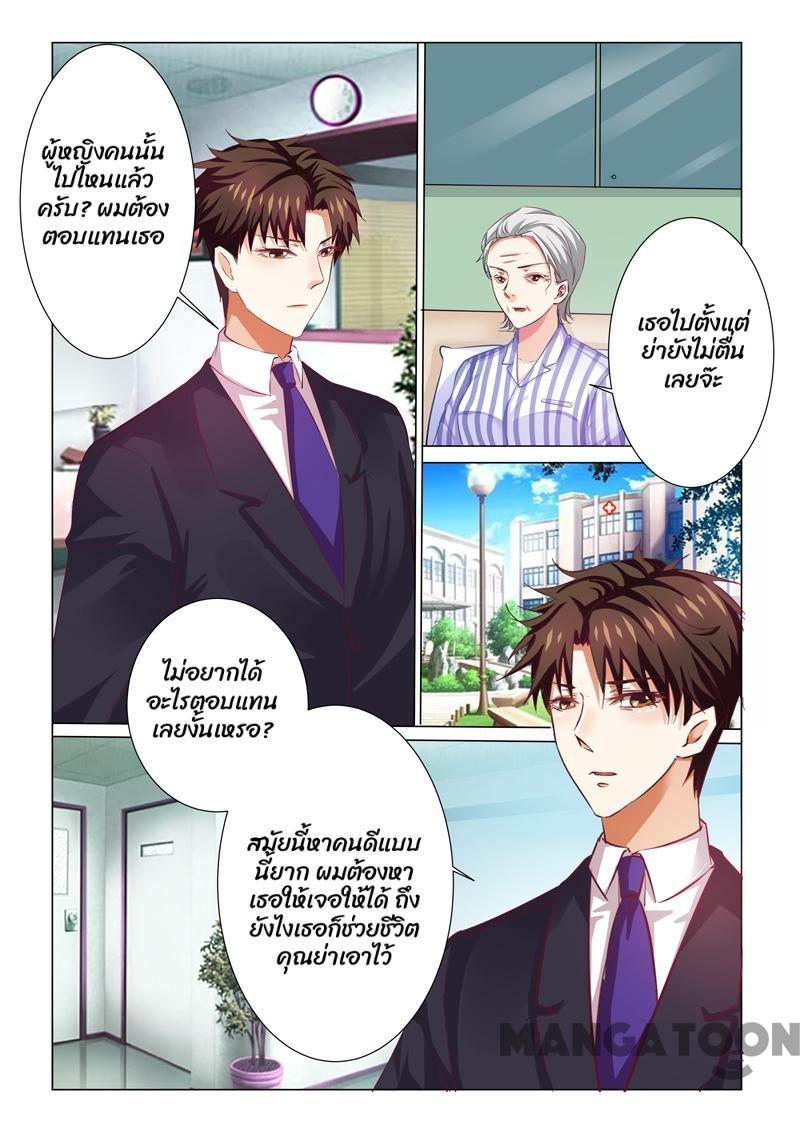 ผู้หญิงคนนั้น
ไปไหนแล้ว
ครับ? ผมต้อง
ตอบแทนเธอ
เธอไปตั้งแต่
ย่ายังไม่ตื่น
เลยจ๊ะ
ไม่อยากได้
อะไรตอบแทน
เลยงั้นเหรอ?
สมัยนี้หาคนดีแบบ
นี้ยาก ผมต้องหา
เธอให้เจอให้ได้ ถึง
ยังไงเธอก็ช่วยชีวิต
คุณย่าเอาไว้
MANGATOON